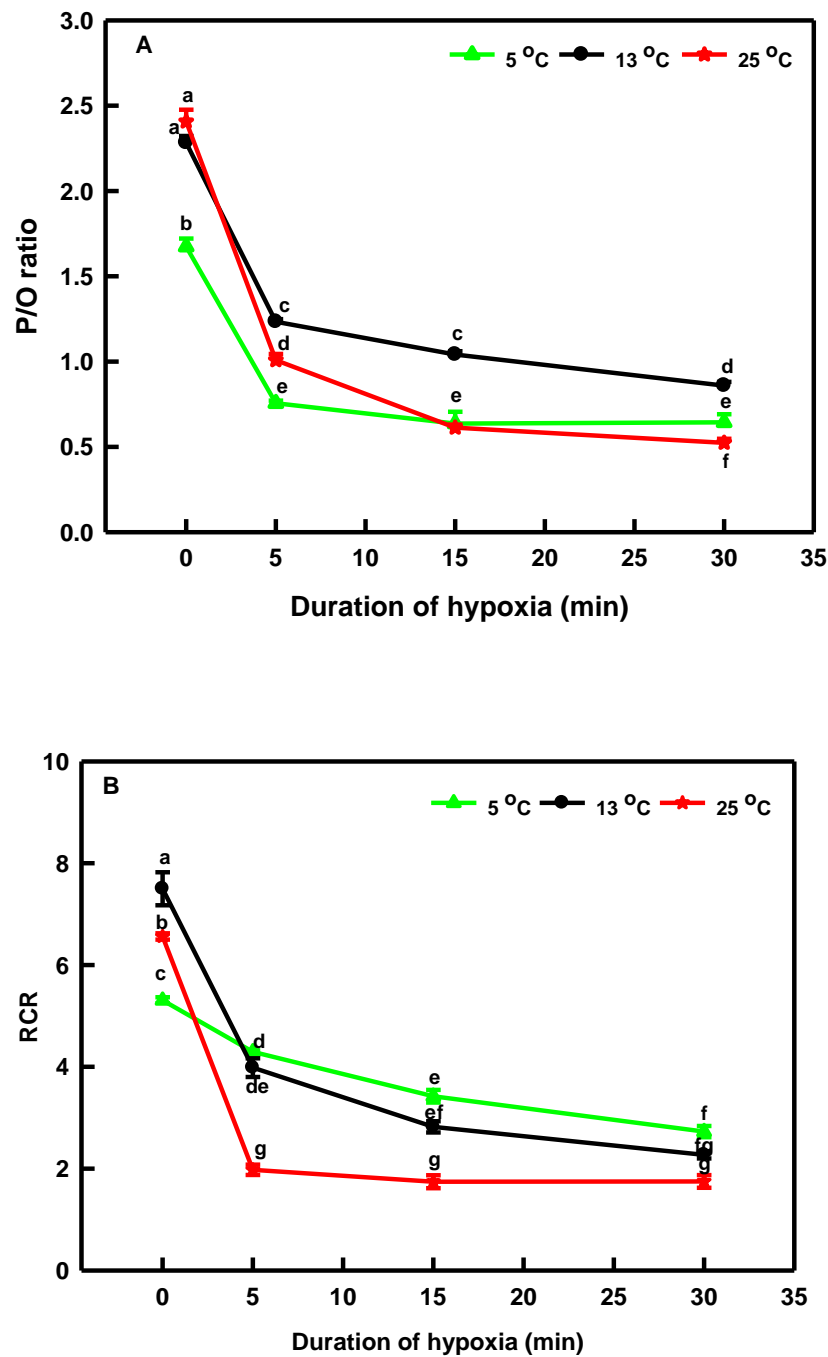 3.0
A
5 °C 13 °C 25 °C
2.5
a
a
2.0
b
P/O ratio
1.5
c
c
1.0
d
d
e
e
e
0.5
f
0.0
0 5 10 15 20 25 30 35
Duration of hypoxia (min)
10
B
5 °C 13 °C 25 °C
8
a
b
6
c
RCR
4
d
de
e
ef
f
fg
2
g
g
g
0
0 5 10 15 20 25 30 35
Duration of hypoxia (min)